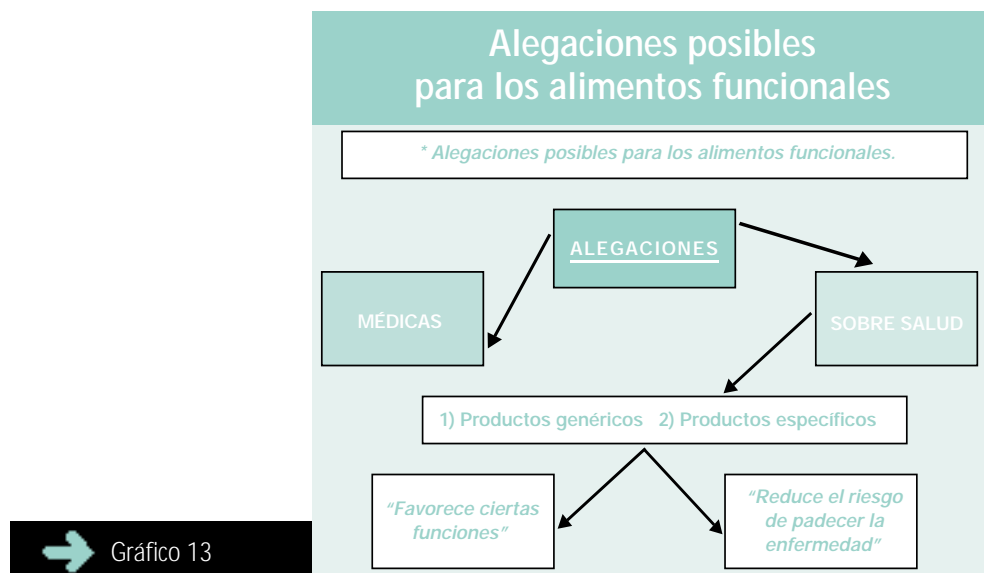 Alegaciones posibles
para los alimentos funcionales
* Alegaciones posibles para los alimentos funcionales.
ALEGACIONES
MÉDICAS
SOBRE SALUD
1) Productos genéricos 2) Productos específicos
“Favorece ciertas
funciones”
“Reduce el riesgo
de padecer la
enfermedad”
Gráfico 13